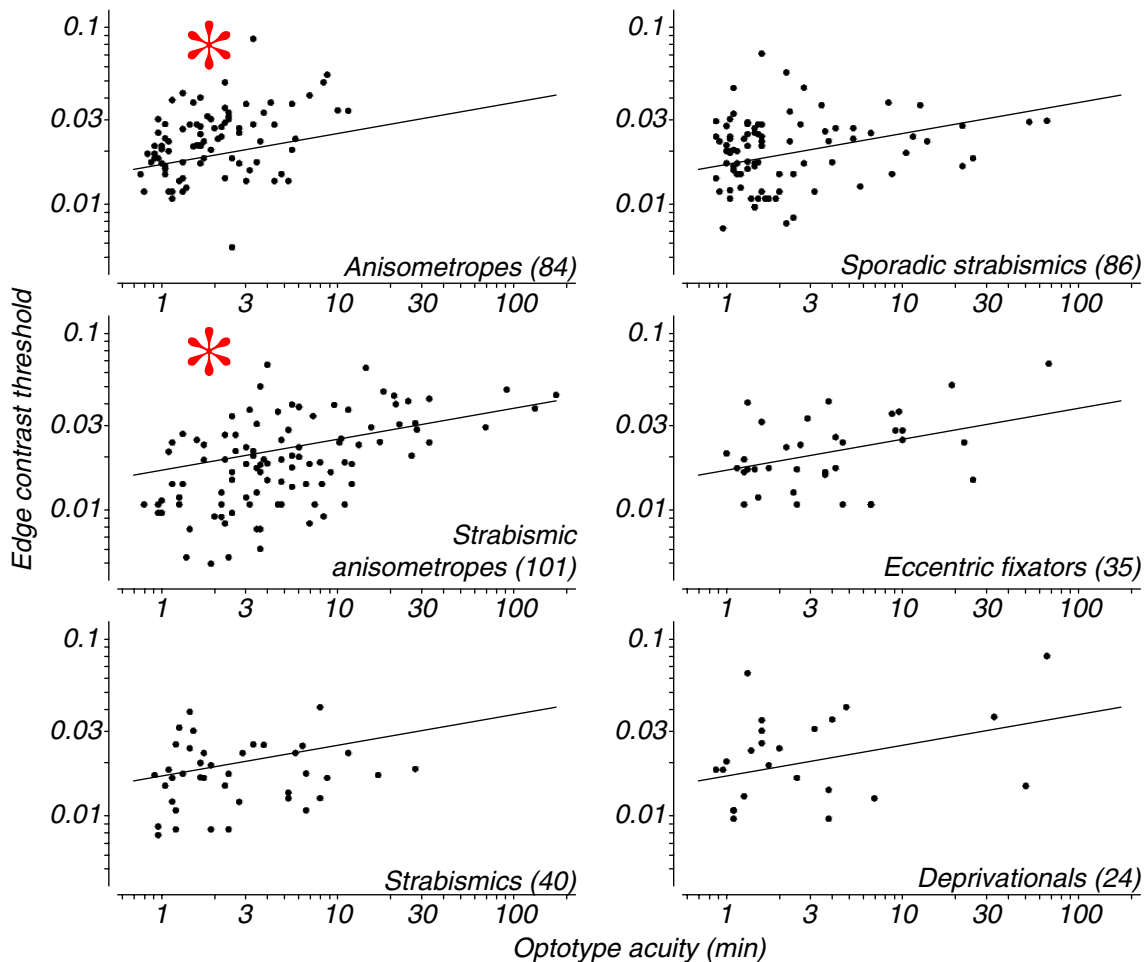 Edge contrast threshold
0.1
0.03
0.01
Anisometropes (84)
1 3 10 30 100
0.1
0.03
0.01
Sporadic strabismics (86)
1 3 10 30 100
0.1
0.03
0.01
Strabismic
anisometropes (101)
1 3 10 30 100
0.1
0.03
0.01
Eccentric fixators (35)
1 3 10 30 100
0.1
0.03
0.01
Strabismics (40)
1 3 10 30 100
0.1
0.03
0.01
Deprivationals (24)
1 3 10 30 100
Optotype acuity (min)